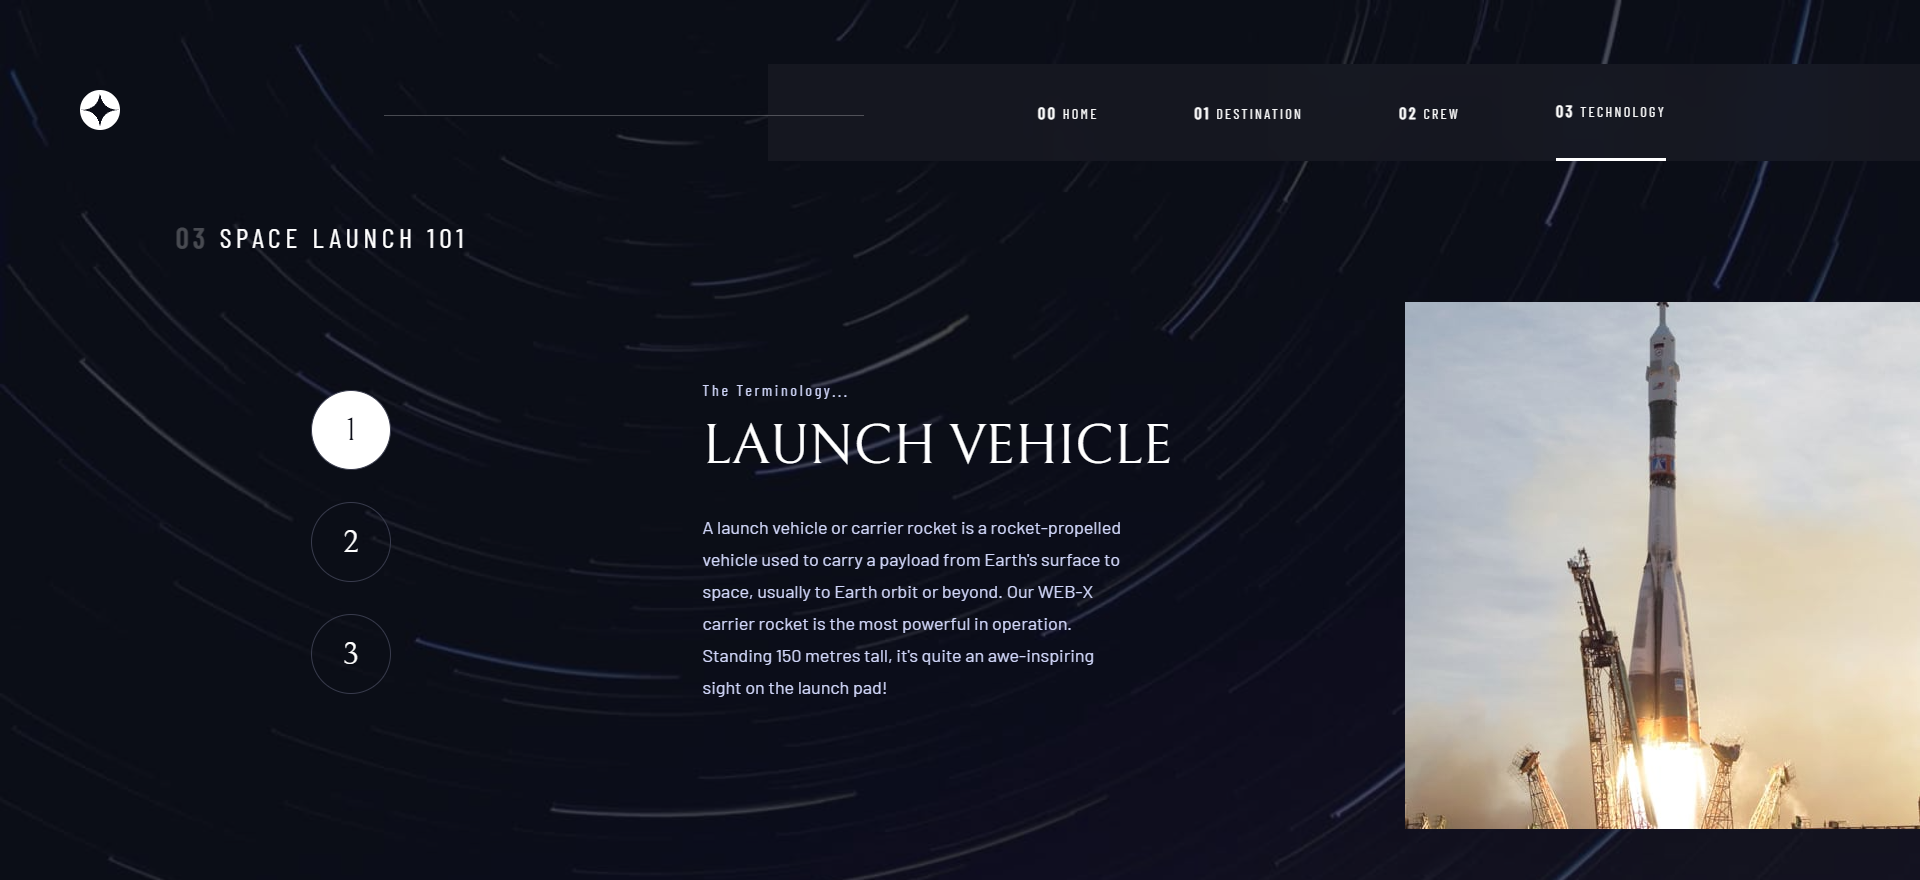 00 HOME
01 DESTINATION
02 CREW
03 TECHNOLOGY
03 SPACE LAUNCH 101
1
2
3
The Terminology...
LAUNCH VEHICLE
A launch vehicle or carrier rocket is a rocket-propelled
vehicle used to carry a payload from Earth's surface to
space, usually to Earth orbit or beyond. Our WEB-X
carrier rocket is the most powerful in operation.
Standing 150 metres tall, it's quite an awe-inspiring
sight on the launch pad!